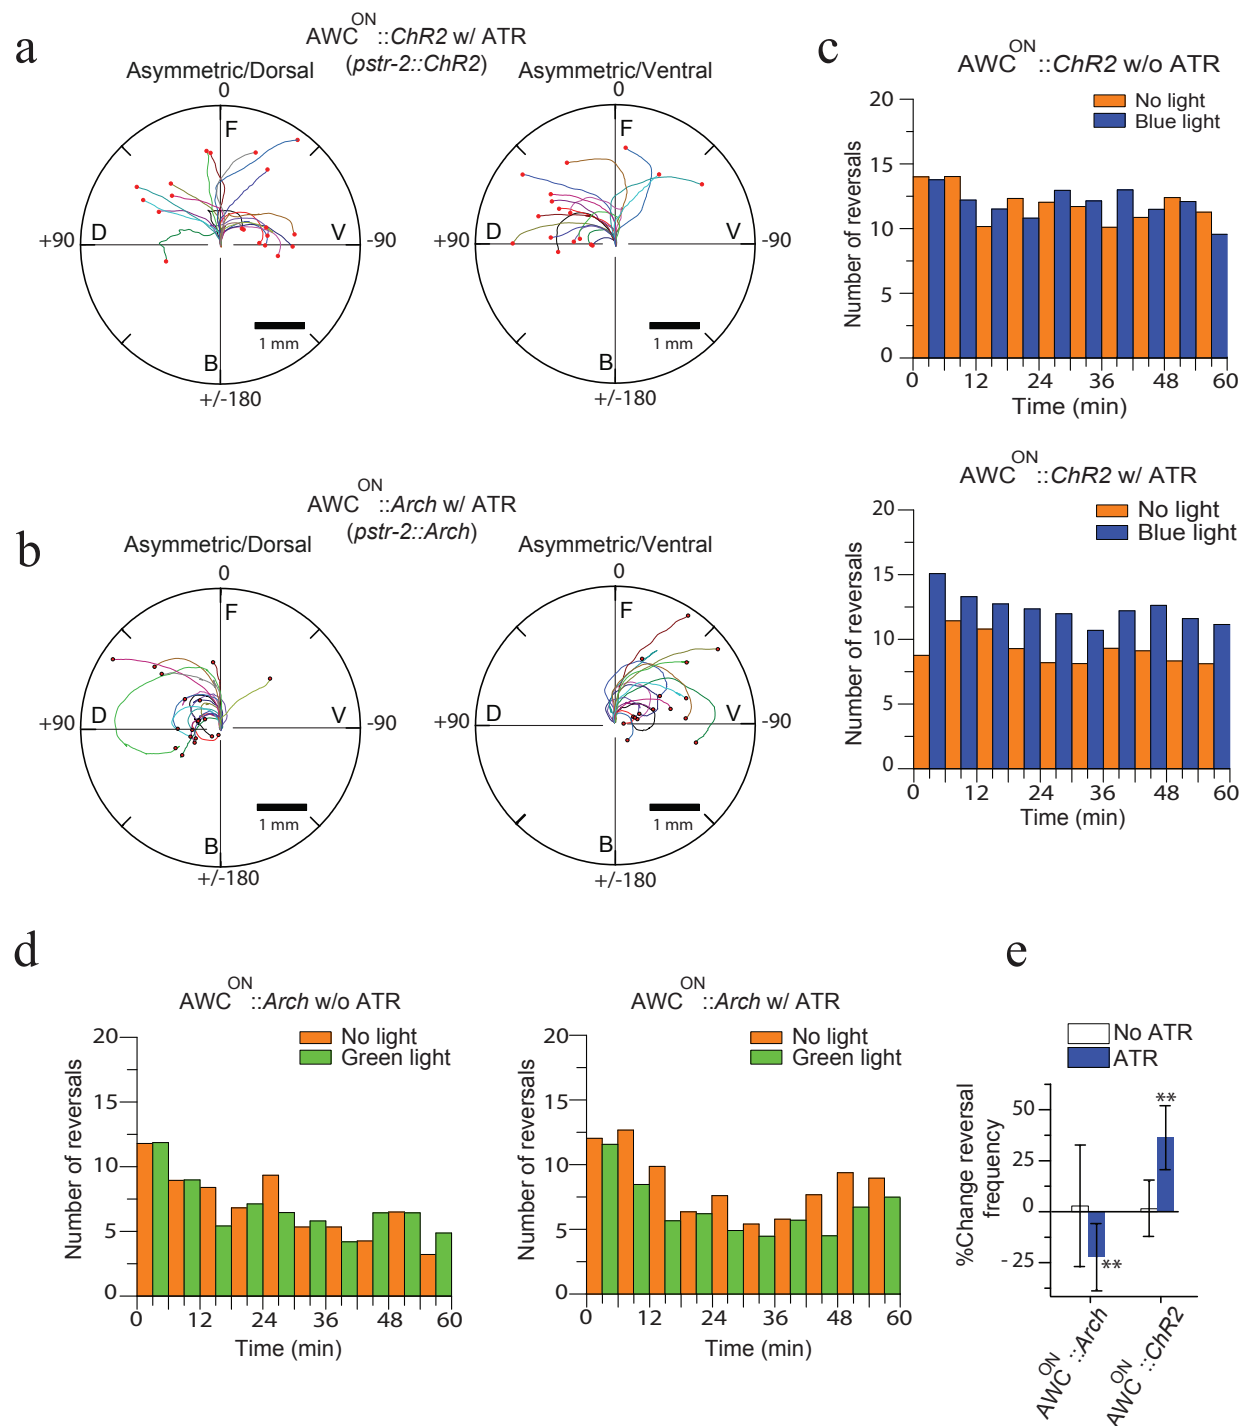 a
AWC ON ::ChR2 w/ ATR
(pstr-2::ChR2)
Asymmetric/Dorsal
0
F
+90
D
V
-90
B
1 mm
+/-180
Asymmetric/Ventral
0
F
+90
D
V
-90
B
1 mm
+/-180
b
AWC ON ::Arch w/ ATR
(pstr-2::Arch)
Asymmetric/Dorsal
0
F
+90
D
V
-90
B
1 mm
+/-180
Asymmetric/Ventral
0
F
+90
D
V
-90
B
1 mm
+/-180
c
AWC ON ::ChR2 w/o ATR
No light
Blue light
Number of reversals
20
15
10
5
0
0 12 24 36 48 60
Time (min)
AWC ON ::ChR2 w/ ATR
No light
Blue light
Number of reversals
20
15
10
5
0
0 12 24 36 48 60
Time (min)
d
AWC ON ::Arch w/o ATR
No light
Green light
Number of reversals
20
15
10
5
0
0 12 24 36 48 60
Time (min)
AWC ON ::Arch w/ ATR
No light
Green light
Number of reversals
20
15
10
5
0
0 12 24 36 48 60
Time (min)
e
No ATR
ATR
%Change reversal
frequency
50
25
0
-25
**
**
AWC ON ::Arch
AWC ON ::ChR2